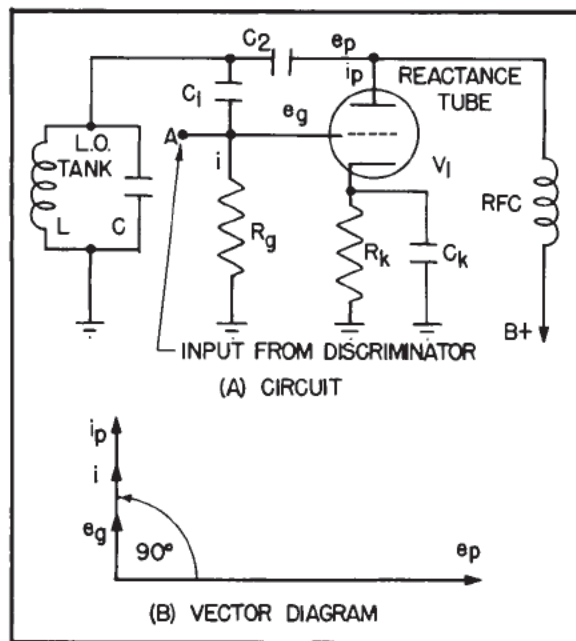 C2
ep
ip
REACTANCE
TUBE
C1
eg
A
L.O.
TANK
i
V1
L
C
Rg
Rk
Ck
RFC
B+
INPUT FROM DISCRIMINATOR
(A) CIRCUIT
ip
i
eg
90°
ep
(B) VECTOR DIAGRAM